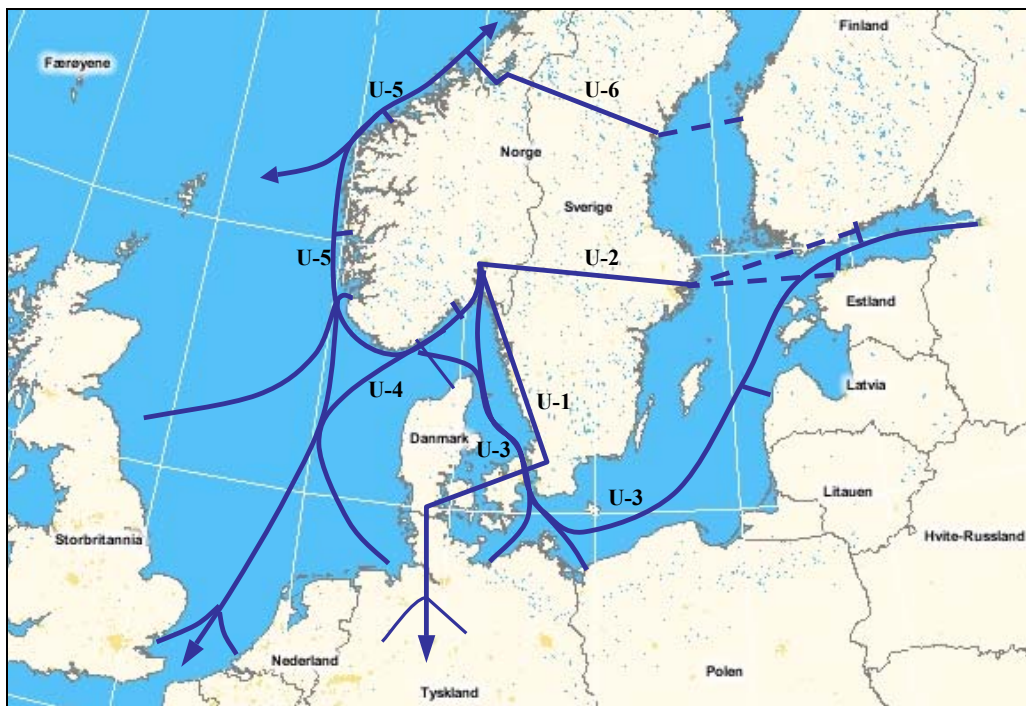 Finland
Færøyene
U-5
U-6
Norge
Sverige
U-5
U-2
Estland
Latvia
U-4
U-1
Danmark
U-3
U-3
Litauen
Storbritannia
Hvite-Russland
Nederland
Polen
Tyskland